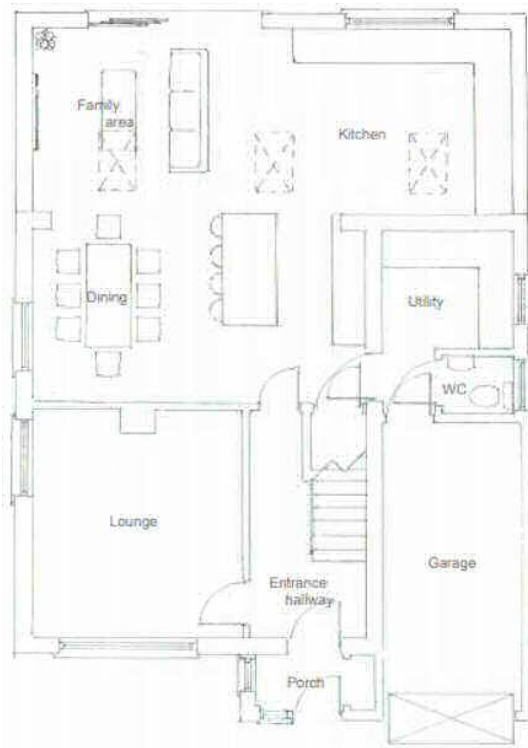 Family
area
Kitchen
Dining
Utility
WC
Lounge
Garage
Entrance
hallway
Porch